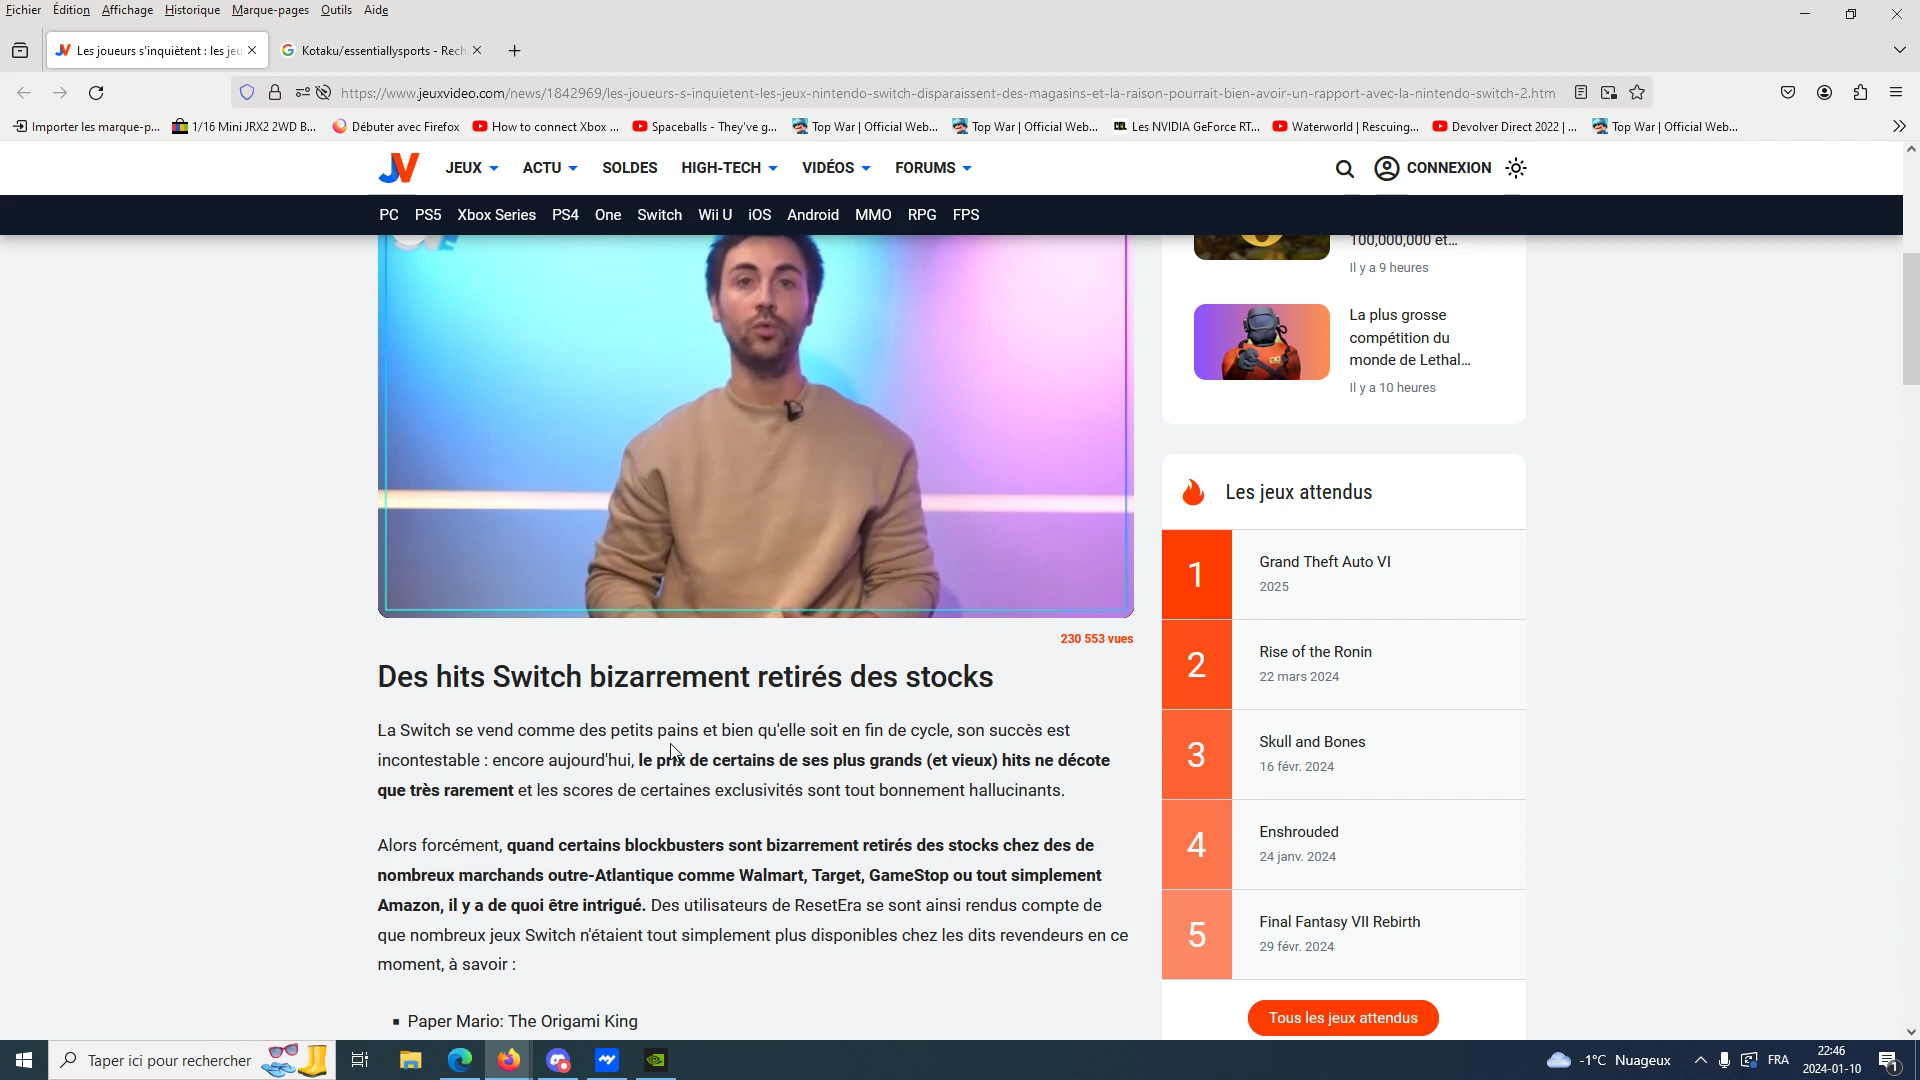 Fichier Édition Affichage Historique Marque-pages Outils Aide
Les joueurs s'inquiètent : les jeu
Kotaku/essentiallysports - Rech
https://www.jeuxvideo.com/news/1842969/les-joueurs-s-inquietent-les-jeux-nintendo-switch-disparaissent-des-magasins-et-la-raison-pourrait-bien-avoir-un-rapport-avec-la-nintendo-switch-2.htm
Importer les marque-p... 1/16 Mini JRX2 2WD B... Débuter avec Firefox How to connect Xbox ... Spaceballs - They've g... Top War | Official Web... Top War | Official Web... Les NVIDIA GeForce RT... Waterworld | Rescuing... Devolver Direct 2022 | ... Top War | Official Web...
JV JEUX ACTU SOLDES HIGH-TECH VIDÉOS FORUMS CONNEXION
PC PS5 Xbox Series PS4 One Switch Wii U iOS Android MMO RPG FPS
100,000,000 et...
Il y a 9 heures
La plus grosse
compétition du
monde de Lethal...
Il y a 10 heures
230 553 vues
Des hits Switch bizarrement retirés des stocks
La Switch se vend comme des petits pains et bien qu'elle soit en fin de cycle, son succès est
incontestable : encore aujourd'hui, le prix de certains de ses plus grands (et vieux) hits ne décote
que très rarement et les scores de certaines exclusivités sont tout bonnement hallucinants.
Alors forcément, quand certains blockbusters sont bizarrement retirés des stocks chez des de
nombreux marchands outre-Atlantique comme Walmart, Target, GameStop ou tout simplement
Amazon, il y a de quoi être intrigué. Des utilisateurs de ResetEra se sont ainsi rendus compte de
que nombreux jeux Switch n'étaient tout simplement plus disponibles chez les dits revendeurs en ce
moment, à savoir :
Paper Mario: The Origami King
Les jeux attendus
1
Grand Theft Auto VI
2025
2
Rise of the Ronin
22 mars 2024
3
Skull and Bones
16 févr. 2024
4
Enshrouded
24 janv. 2024
5
Final Fantasy VII Rebirth
29 févr. 2024
Tous les jeux attendus
Taper ici pour rechercher
-1°C Nuageux
FRA
22:46
2024-01-10
1